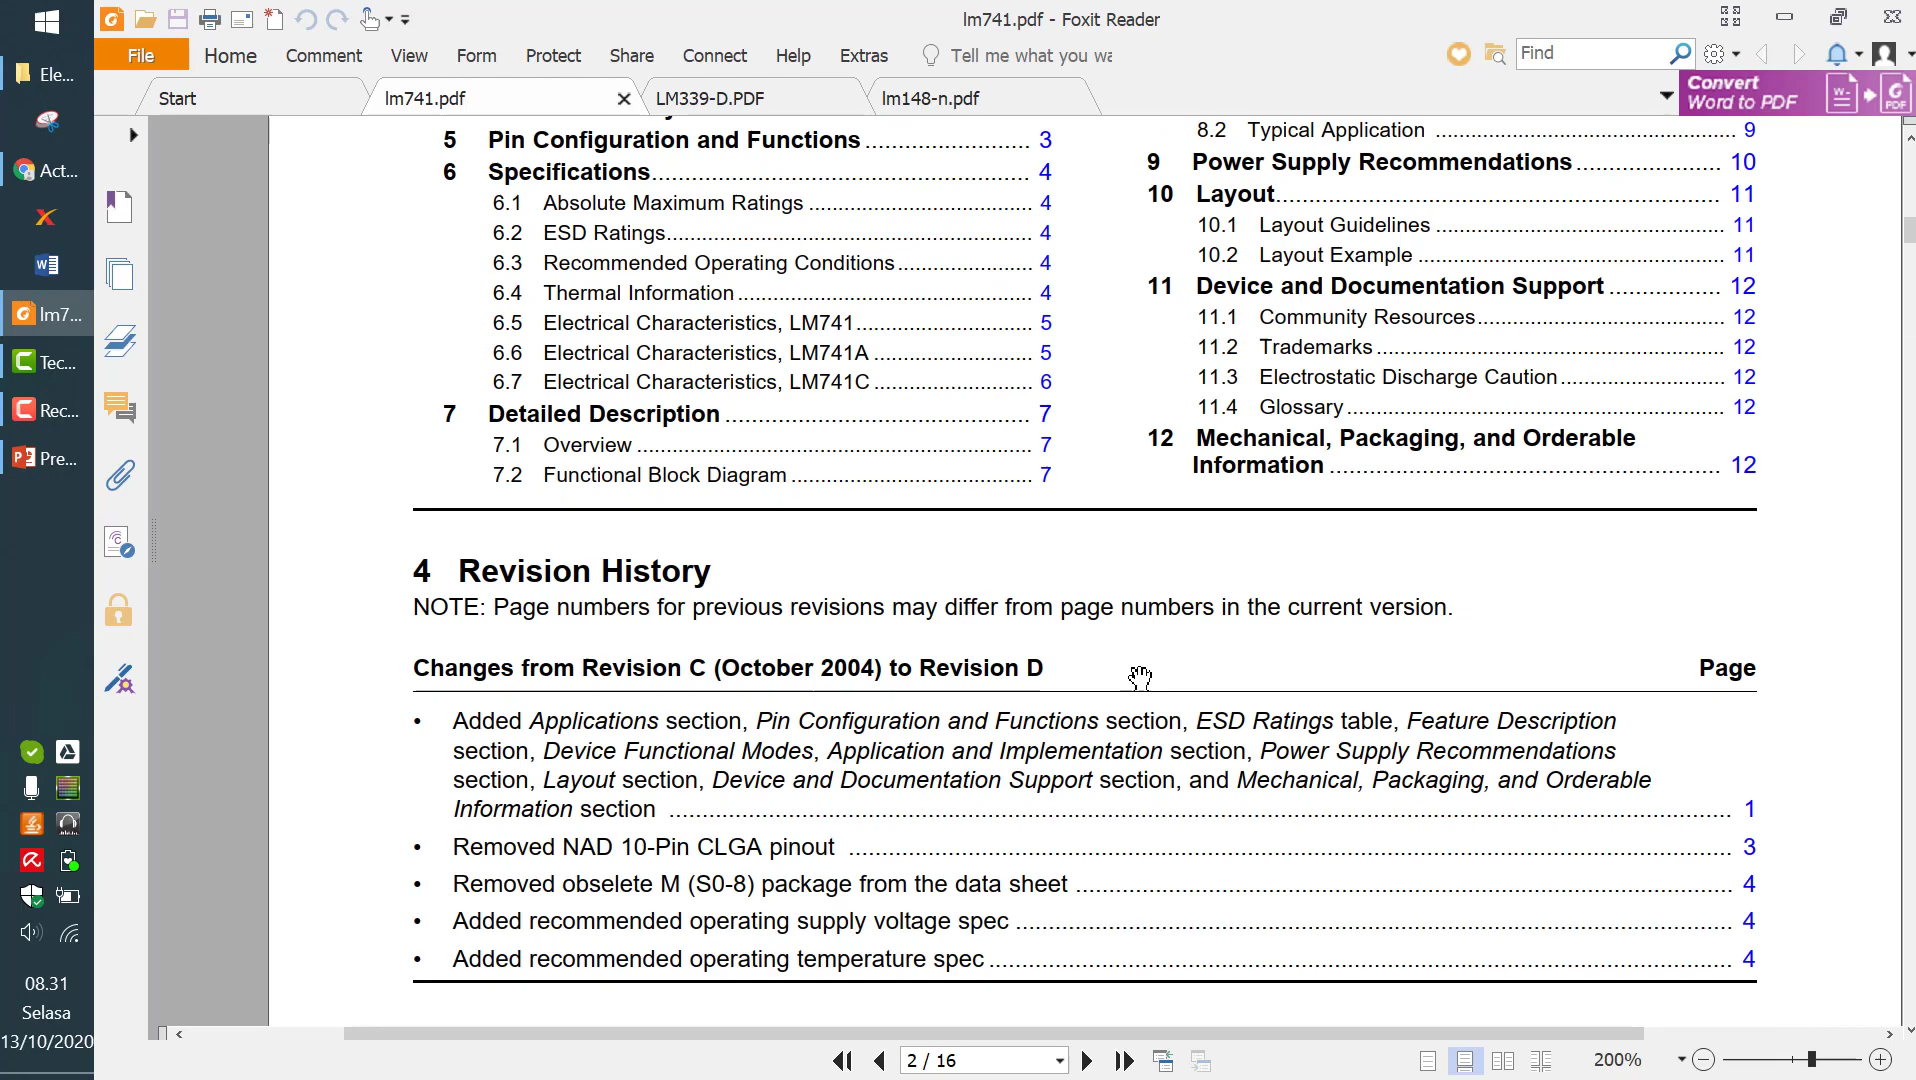 lm741.pdf - Foxit Reader
File Home Comment View Form Protect Share Connect Help Extras Tell me what you wa
Find
Start lm741.pdf LM339-D.PDF lm148-n.pdf
Convert
Word to PDF
Ele...
Act...
lm7...
Tec...
Rec...
Pre...
08.31
Selasa
13/10/2020
5 Pin Configuration and Functions ........................ 3
6 Specifications ........................ 4
6.1 Absolute Maximum Ratings ........................ 4
6.2 ESD Ratings ........................ 4
6.3 Recommended Operating Conditions ........................ 4
6.4 Thermal Information ........................ 4
6.5 Electrical Characteristics, LM741 ........................ 5
6.6 Electrical Characteristics, LM741A ........................ 5
6.7 Electrical Characteristics, LM741C ........................ 6
7 Detailed Description ........................ 7
7.1 Overview ........................ 7
7.2 Functional Block Diagram ........................ 7
8.2 Typical Application ........................ 9
9 Power Supply Recommendations ........................ 10
10 Layout ........................ 11
10.1 Layout Guidelines ........................ 11
10.2 Layout Example ........................ 11
11 Device and Documentation Support ........................ 12
11.1 Community Resources ........................ 12
11.2 Trademarks ........................ 12
11.3 Electrostatic Discharge Caution ........................ 12
11.4 Glossary ........................ 12
12 Mechanical, Packaging, and Orderable
Information ........................ 12
4 Revision History
NOTE: Page numbers for previous revisions may differ from page numbers in the current version.
Changes from Revision C (October 2004) to Revision D Page
• Added Applications section, Pin Configuration and Functions section, ESD Ratings table, Feature Description
section, Device Functional Modes, Application and Implementation section, Power Supply Recommendations
section, Layout section, Device and Documentation Support section, and Mechanical, Packaging, and Orderable
Information section ........................ 1
• Removed NAD 10-Pin CLGA pinout ........................ 3
• Removed obselete M (S0-8) package from the data sheet ........................ 4
• Added recommended operating supply voltage spec ........................ 4
• Added recommended operating temperature spec ........................ 4
2 / 16
200%